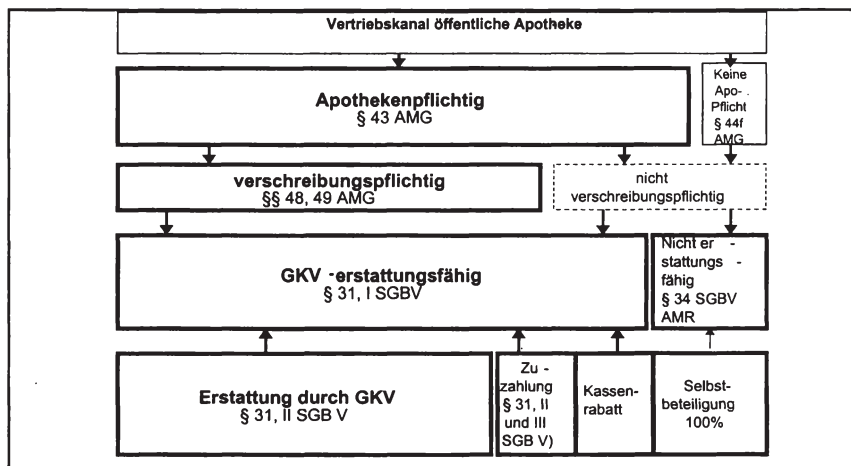 Vertriebskanal öffentliche Apotheke
Apothekenpflichtig
§ 43 AMG
Keine
Apo-
Pflicht
§ 44f
AMG
verschreibungspflichtig
§§ 48, 49 AMG
nicht
verschreibungspflichtig
GKV -erstattungsfähig
§ 31, I SGBV
Nicht er -
stattungs -
fähig
§ 34 SGBV
AMR
Erstattung durch GKV
§ 31, II SGB V
Zu -
zahlung
§ 31, II
und III
SGB V)
Kassen-
rabatt
Selbst-
beteiligung
100%